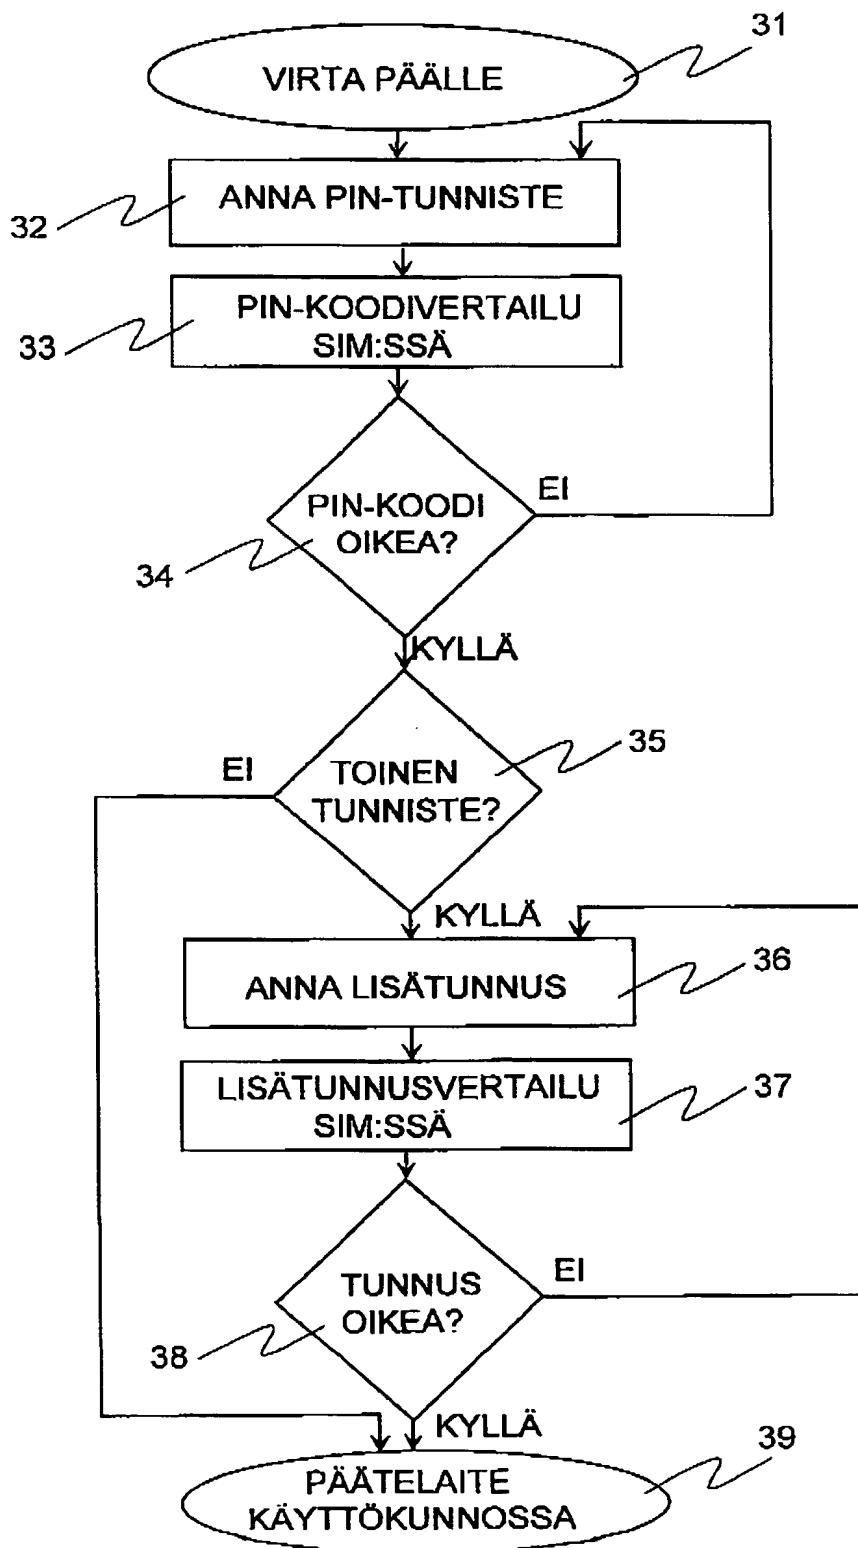 31
VIRTA PÄÄLLE
ANNA PIN-TUNNISTE
32
PIN-KOODIVERTAILU
SIM:SSÄ
33
EI
PIN-KOODI
OIKEA?
34
KYLLÄ
35
EI
TOINEN
TUNNISTE?
KYLLÄ
36
ANNA LISÄTUNNUS
LISÄTUNNUSVERTAILU
SIM:SSÄ
37
EI
TUNNUS
OIKEA?
38
KYLLÄ
39
PÄÄTELAITE
KÄYTTÖKUNNOSSA